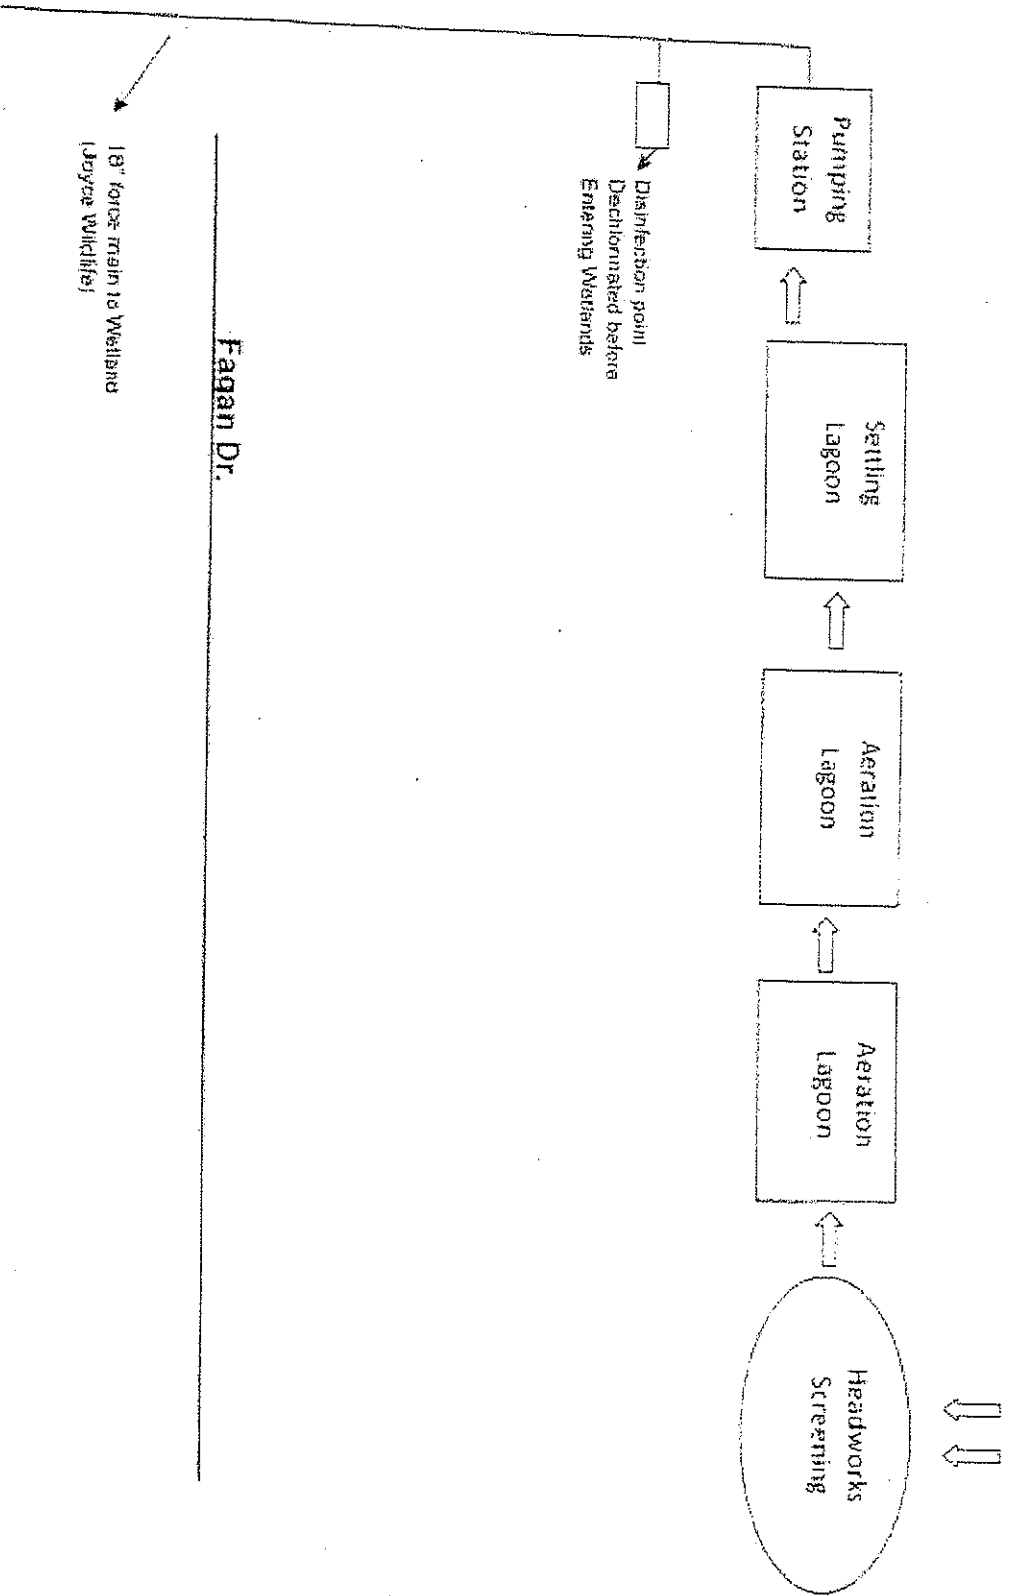 Pumping
Station
Settling
Lagoon
Aeration
Lagoon
Aeration
Lagoon
Headworks
Screening
Disinfection point
Dechlorinated before
Entering Wetlands
Fagan Dr.
18" force main to Wetland
(Joyce Wildlife)